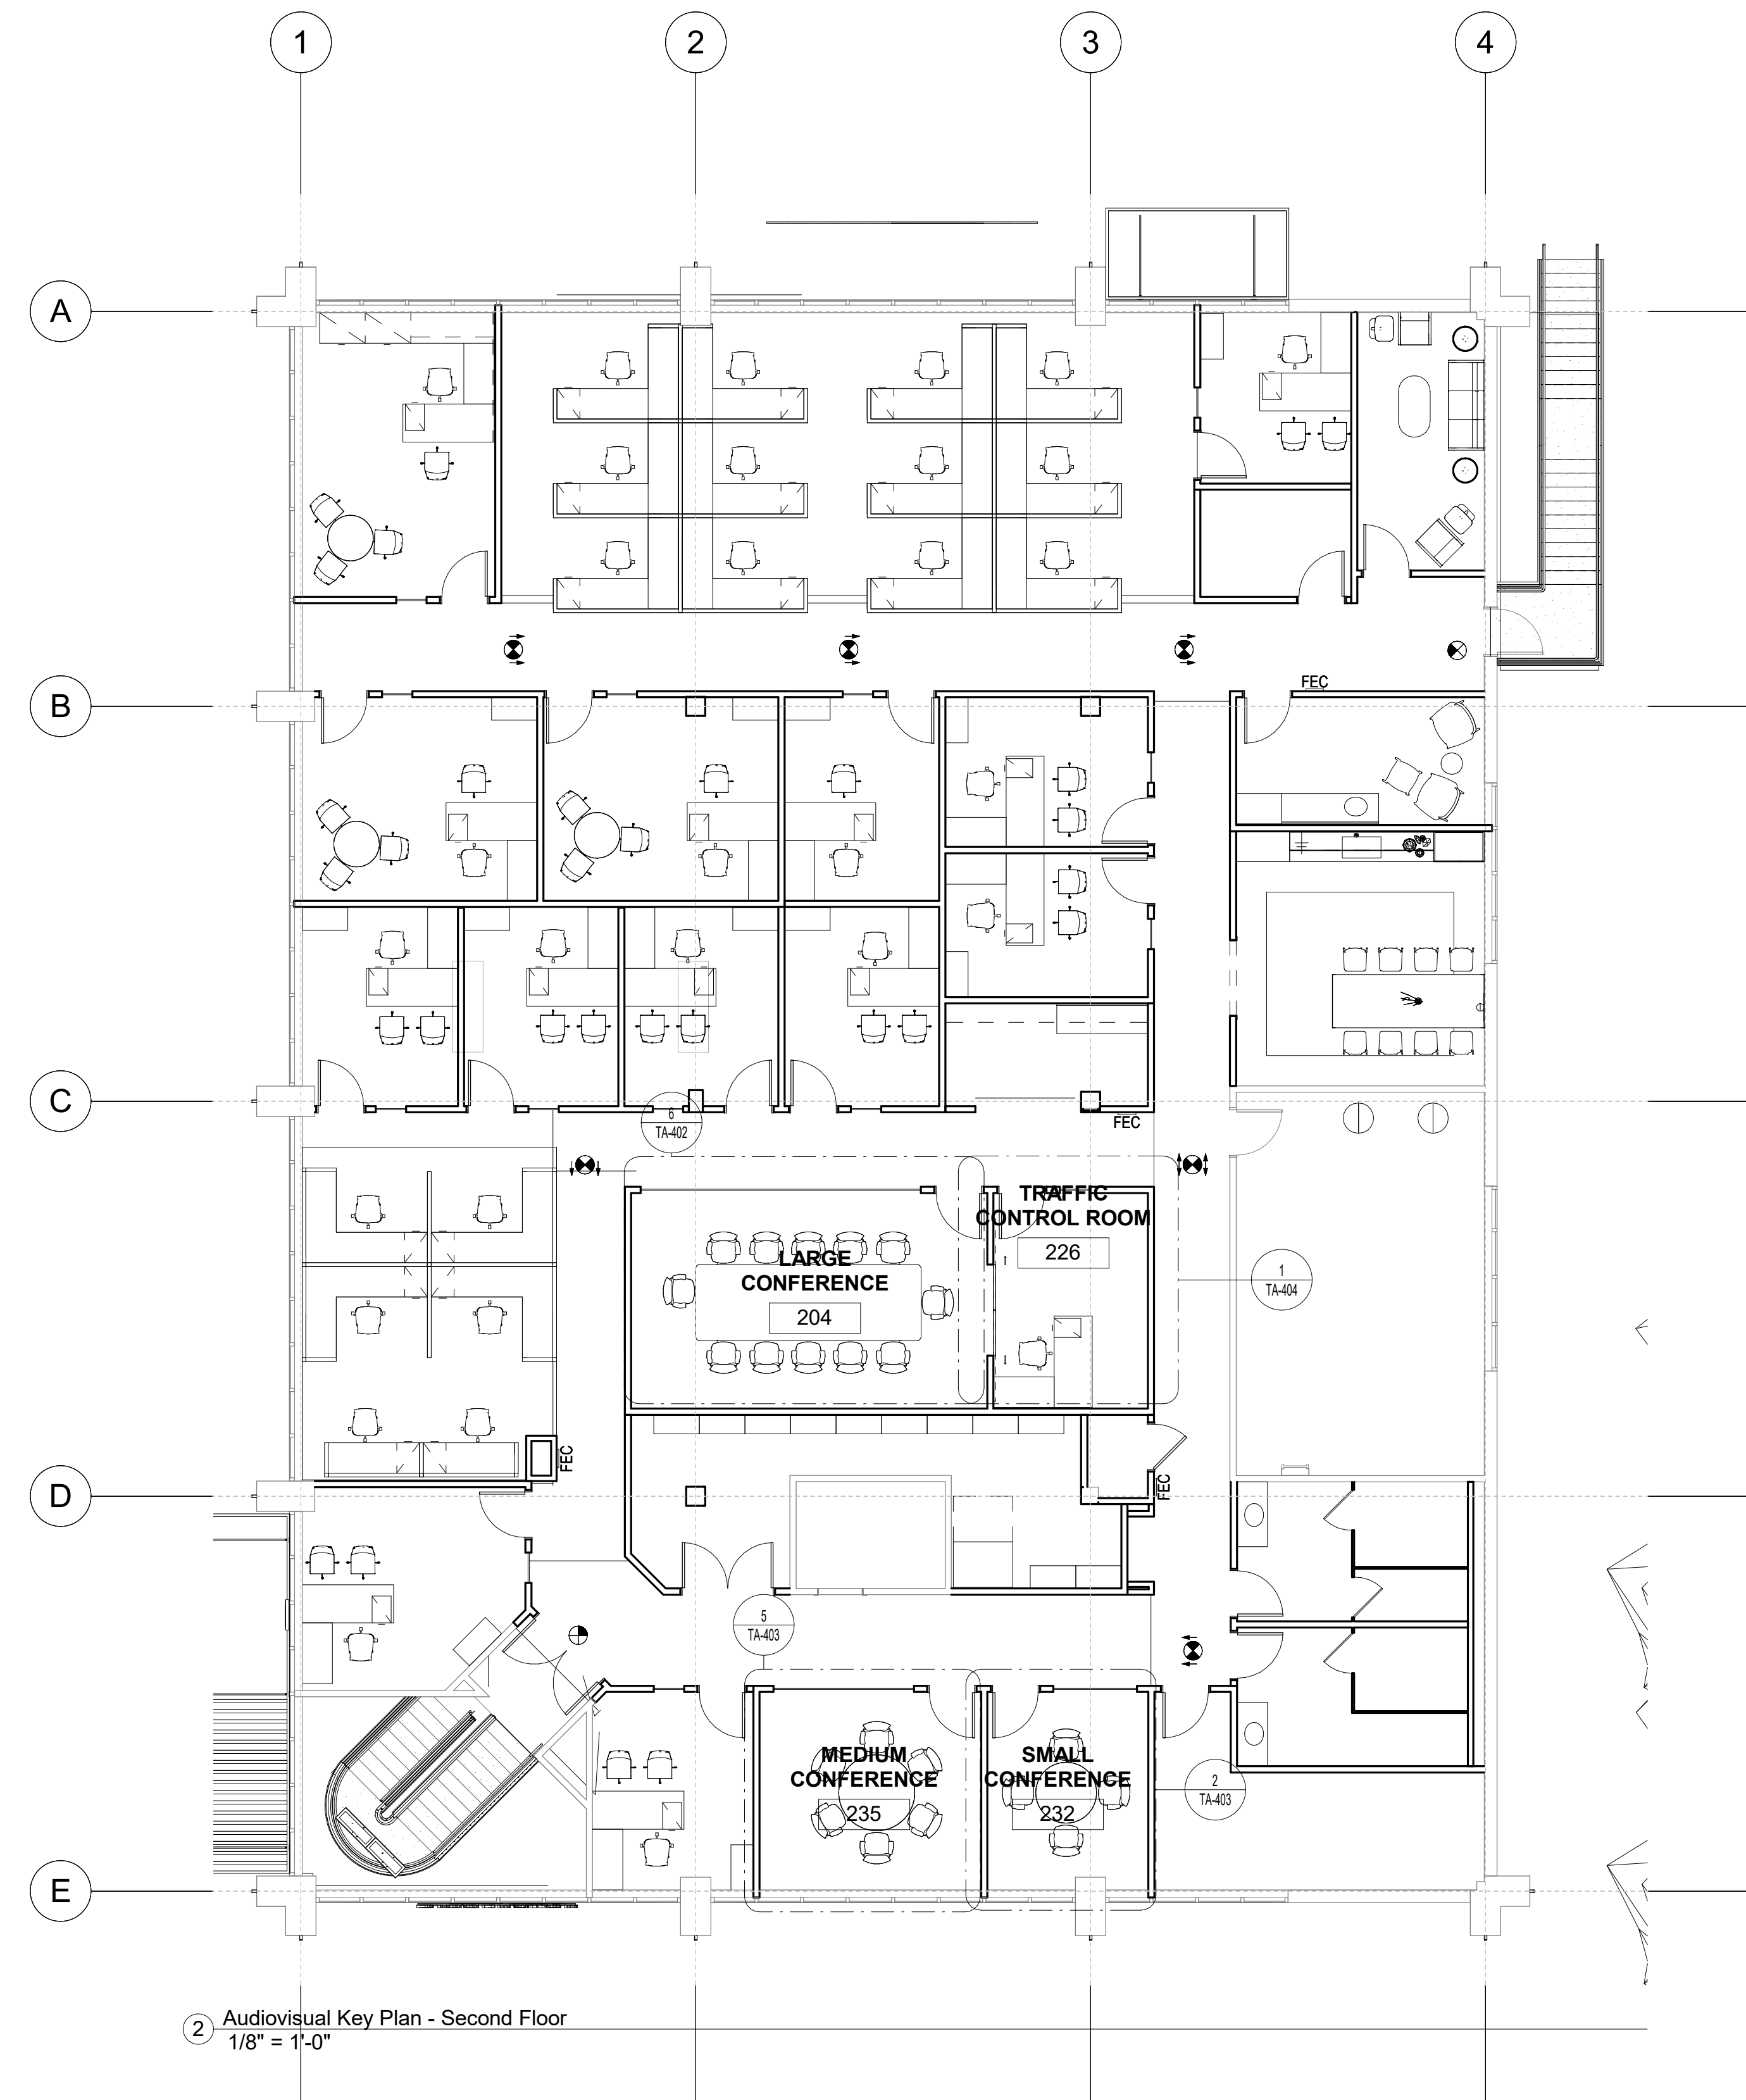 1
2
3
4
A
B
FEC
C
FEC
6
TA-402
TRAFFIC
CONTROL ROOM
226
LARGE
CONFERENCE
204
1
TA-404
FEC
FEC
D
5
TA-403
MEDIUM
CONFERENCE
235
SMALL
CONFERENCE
232
2
TA-403
E
2
Audiovisual Key Plan - Second Floor
1/8" = 1'-0"